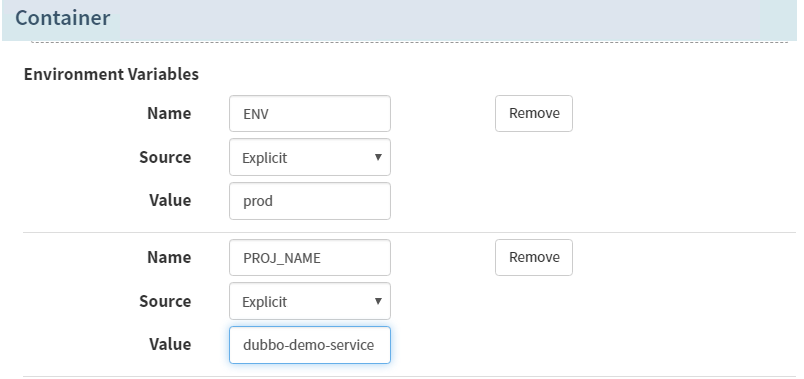 Container
Environment Variables
Name ENV Remove
Source Explicit
Value prod
Name PROJ_NAME Remove
Source Explicit
Value dubbo-demo-service